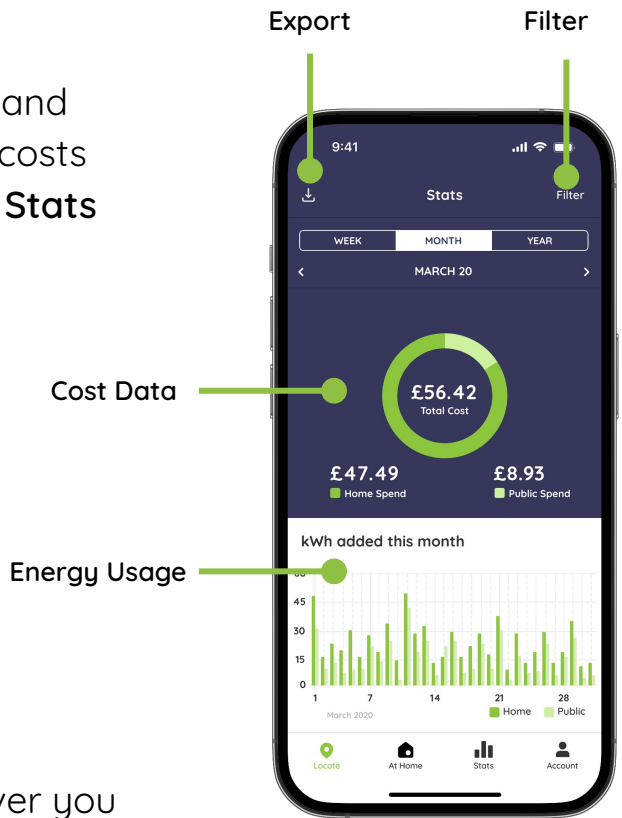 Export
Filter
and
costs
Stats
9:41
Stats
Filter
WEEK
MONTH
YEAR
MARCH 20
Cost Data
£56.42
Total Cost
£47.49
Home Spend
£8.93
Public Spend
kWh added this month
Energy Usage
60
45
30
15
0
1 7 14 21 28
March 2020
Home
Public
Locate
At Home
Stats
Account
ver you